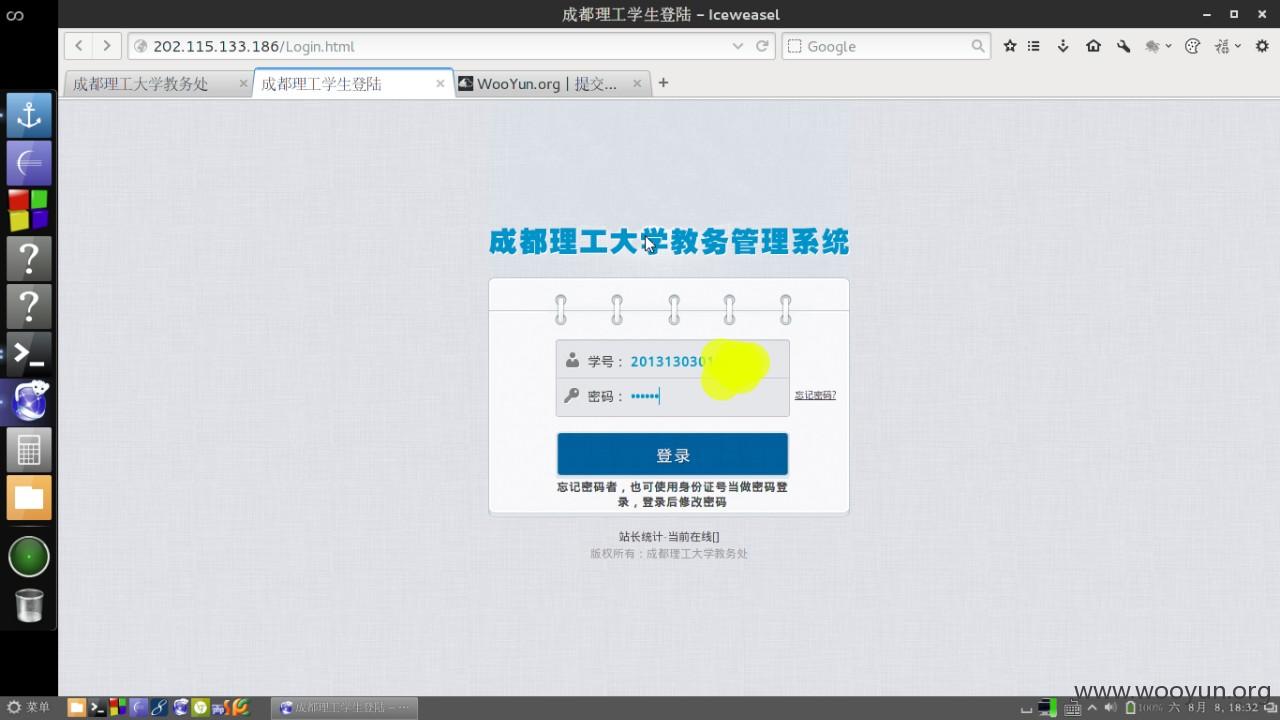 成都理工学生登陆 – Iceweasel
202.115.133.186/Login.html
Google
成都理工大学教务处
成都理工学生登陆
WooYun.org | 提交...
成都理工大学教务管理系统
学号： 2013130301
密码： ••••••
忘记密码?
登录
忘记密码者，也可使用身份证号当做密码登
录，登录后修改密码
站长统计·当前在线[]
版权所有：成都理工大学教务处
www.wooyun.org
菜单
成都理工学生登陆 – ···
100% 六 8月 8, 18:32